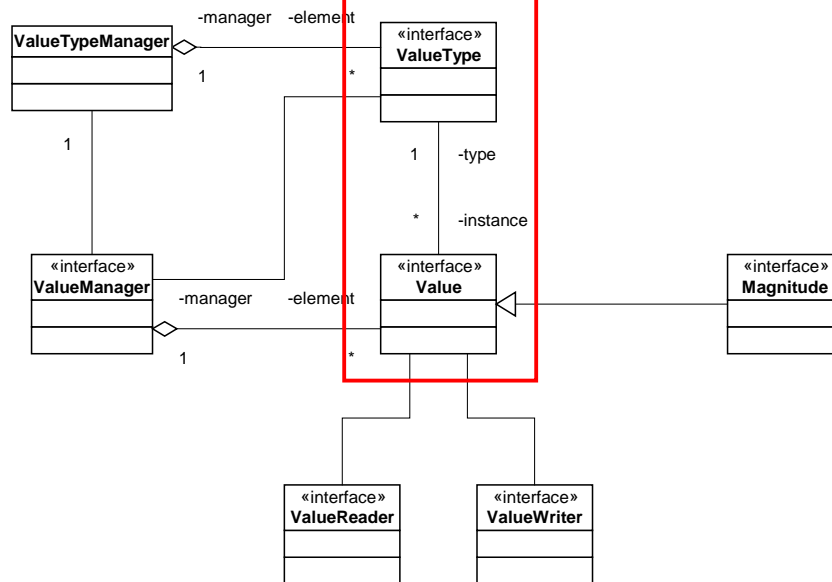 -manager -element
ValueTypeManager
«interface»
ValueType
1 *
1
1 -type
* -instance
«interface»
ValueManager
«interface»
Value
«interface»
Magnitude
-manager -element
1 *
«interface»
ValueReader
«interface»
ValueWriter